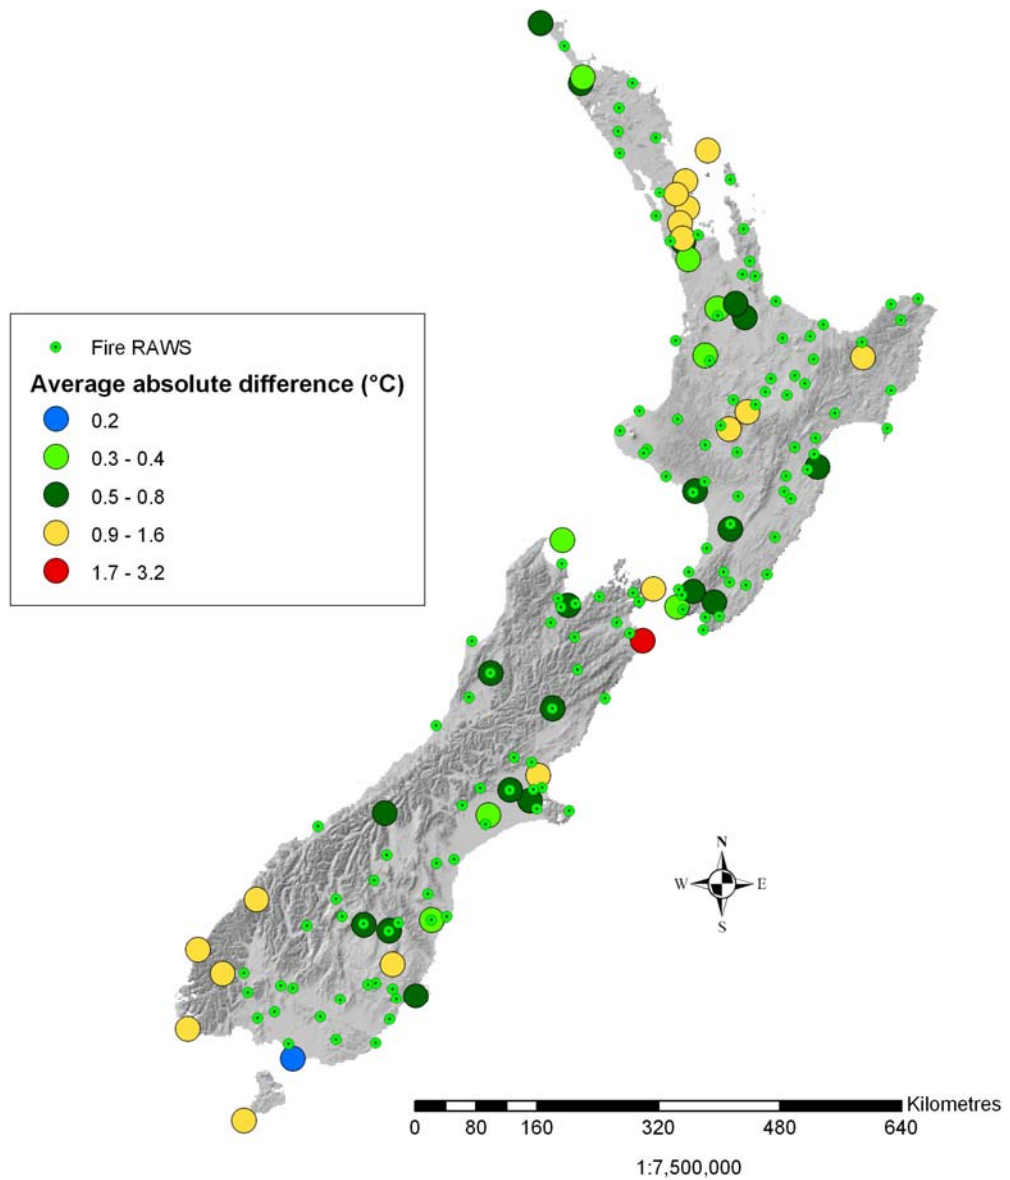 Fire RAWS
Average absolute difference (°C)
0.2
0.3 - 0.4
0.5 - 0.8
0.9 - 1.6
1.7 - 3.2
N
W E
S
Kilometres
0 80 160 320 480 640
1:7,500,000